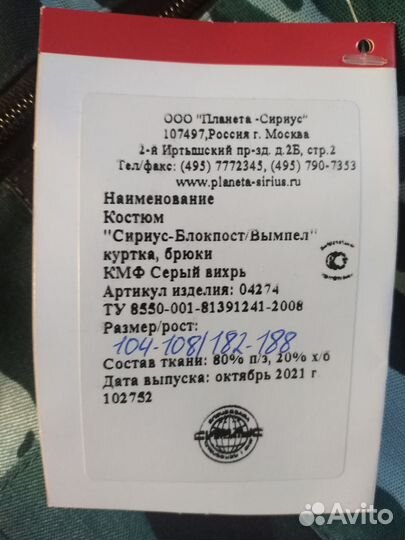 ООО "Планета -Сириус"
107497,Россия г. Москва
2-й Иртышский пр-зд. д.2Б, стр.2
Тел/факс: (495) 7772345, (495) 790-7353
www.planeta-sirius.ru
Наименование
Костюм
"Сириус-Блокпост/Вымпел"
куртка, брюки
КМФ Серый вихрь
Артикул изделия: 04274
ТУ 8550-001-81391241-2008
Размер/рост:
104-108/182-188
Состав ткани: 80% п/э, 20% х/б
Дата выпуска: октябрь 2021 г
102752
Avito